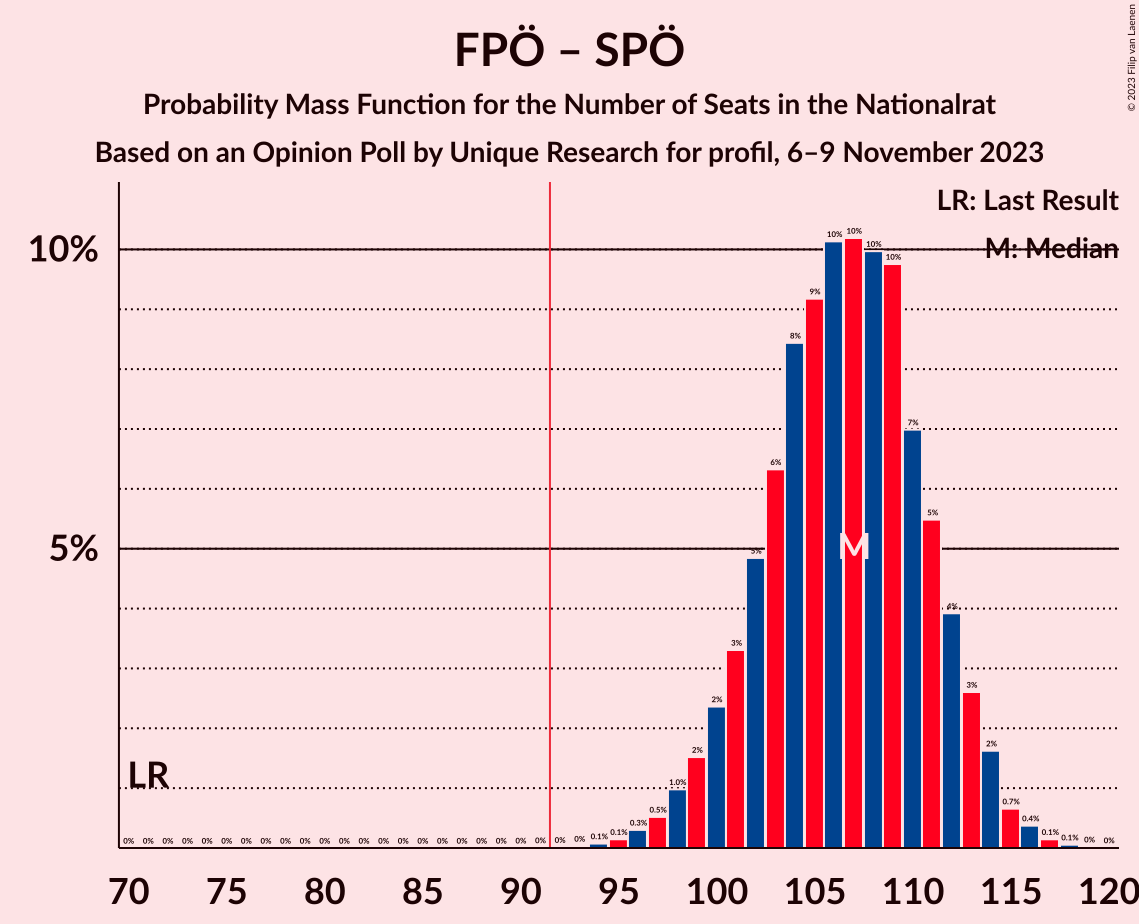 FPÖ – SPÖ
Probability Mass Function for the Number of Seats in the Nationalrat
Based on an Opinion Poll by Unique Research for profil, 6–9 November 2023
© 2023 Filip van Laenen
LR: Last Result
M: Median
10%
5%
LR
M
0% 0% 0% 0% 0% 0% 0% 0% 0% 0% 0% 0% 0% 0% 0% 0% 0% 0% 0% 0% 0% 0% 0% 0% 0.1% 0.1% 0.3% 0.5% 1.0% 2% 2% 3% 5% 6% 8% 9% 10% 10% 10% 10% 7% 5% 4% 3% 2% 0.7% 0.4% 0.1% 0.1% 0% 0%
70 75 80 85 90 95 100 105 110 115 120